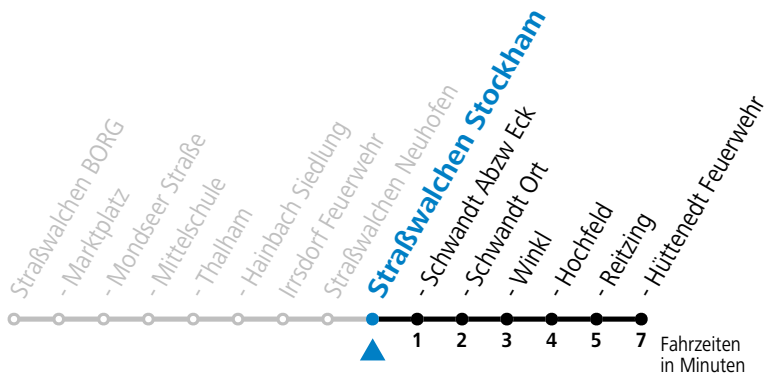 Straßwalchen BORG
- Marktplatz
- Mondseer Straße
- Mittelschule
- Thalham
- Hainbach Siedlung
Irrsdorf Feuerwehr
Straßwalchen Neuhofen
Straßwalchen Stockham
- Schwandt Abzw Eck
- Schwandt Ort
- Winkl
- Hochfeld
- Reitzing
- Hüttenedt Feuerwehr
1 2 3 4 5 7
Fahrzeiten
in Minuten